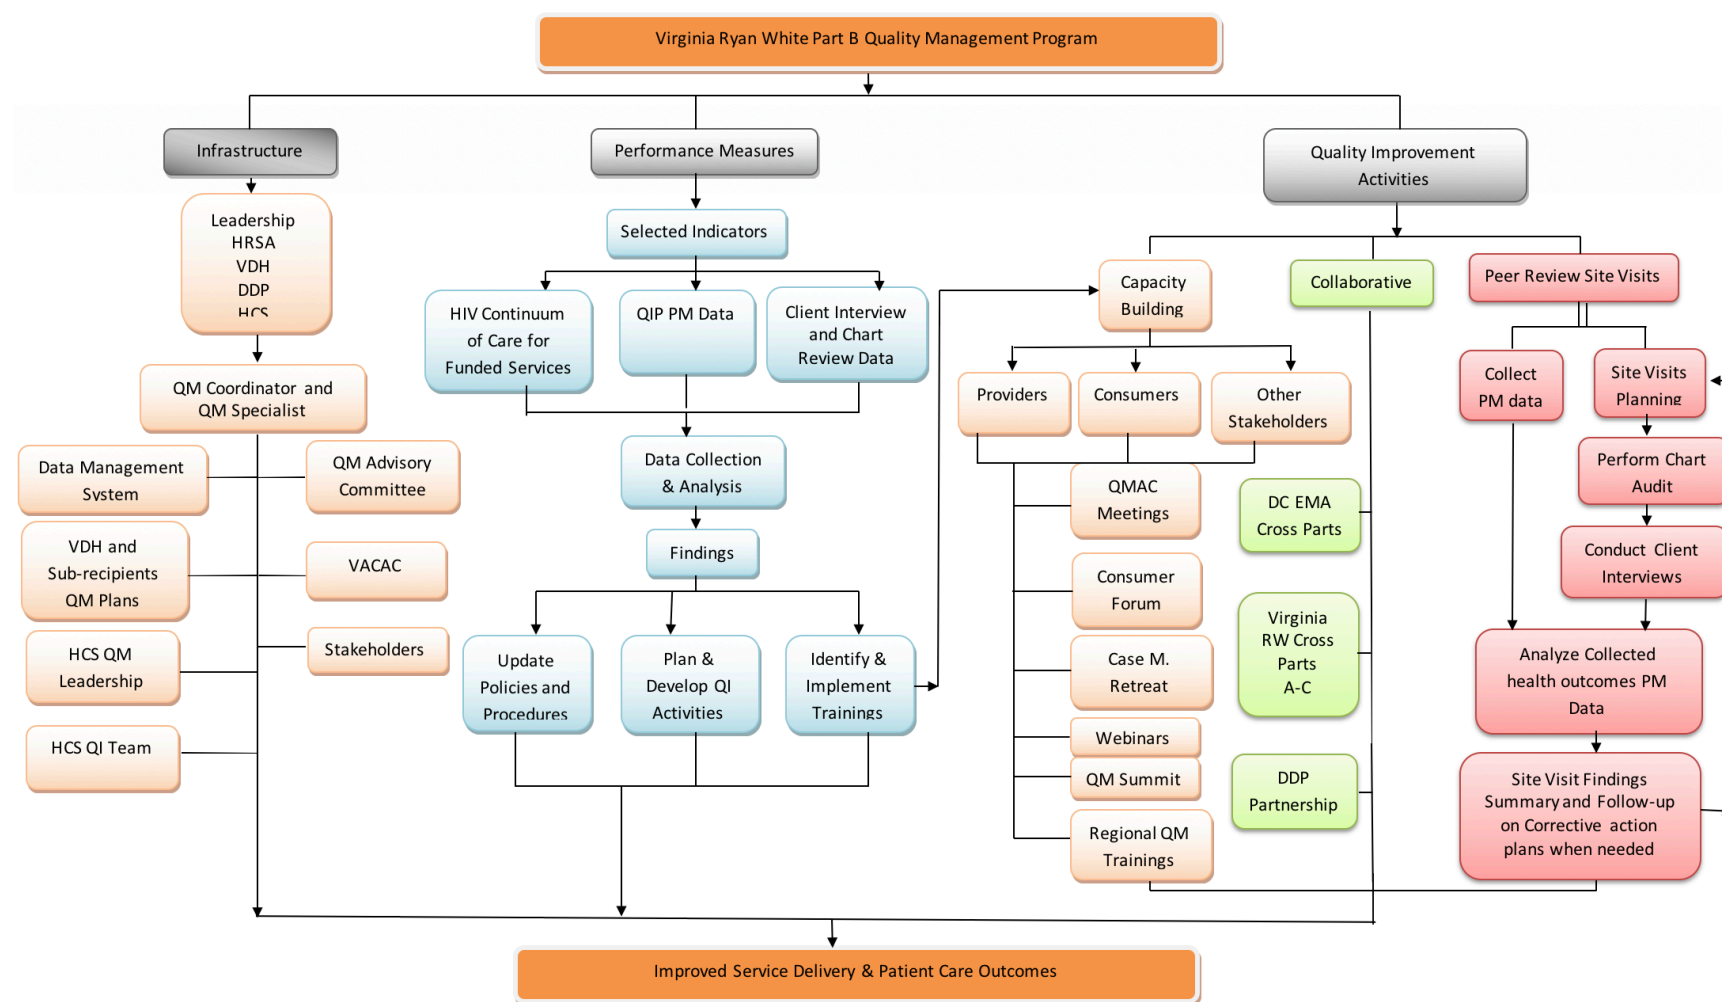 Virginia Ryan White Part B Quality Management Program
Infrastructure
Performance Measures
Quality Improvement
Activities
Leadership
HRSA
VDH
DDP
HCS
QM Coordinator and
QM Specialist
Data Management
System
QM Advisory
Committee
VDH and
Sub-recipients
QM Plans
VACAC
HCS QM
Leadership
Stakeholders
HCS QI Team
Selected Indicators
HIV Continuum
of Care for
Funded Services
QIP PM Data
Client Interview
and Chart
Review Data
Data Collection
& Analysis
Findings
Update
Policies and
Procedures
Plan &
Develop QI
Activities
Identify &
Implement
Trainings
Capacity
Building
Providers
Consumers
Other
Stakeholders
QMAC
Meetings
Consumer
Forum
Case M.
Retreat
Webinars
QM Summit
Regional QM
Trainings
Collaborative
DC EMA
Cross Parts
Virginia
RW Cross
Parts
A-C
DDP
Partnership
Peer Review Site Visits
Collect
PM data
Site Visits
Planning
Perform Chart
Audit
Conduct Client
Interviews
Analyze Collected
health outcomes PM
Data
Site Visit Findings
Summary and Follow-up
on Corrective action
plans when needed
Improved Service Delivery & Patient Care Outcomes